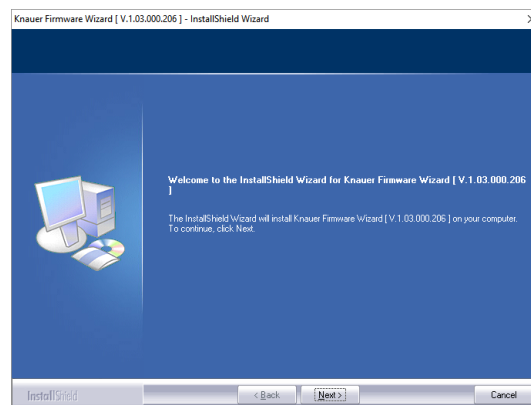 Knauer Firmware Wizard [ V.1.03.000.206 ] - InstallShield Wizard
Welcome to the InstallShield Wizard for Knauer Firmware Wizard [ V.1.03.000.206
]
The InstallShield Wizard will install Knauer Firmware Wizard [ V.1.03.000.206 ] on your computer.
To continue, click Next.
InstallShield
< Back
Next >
Cancel